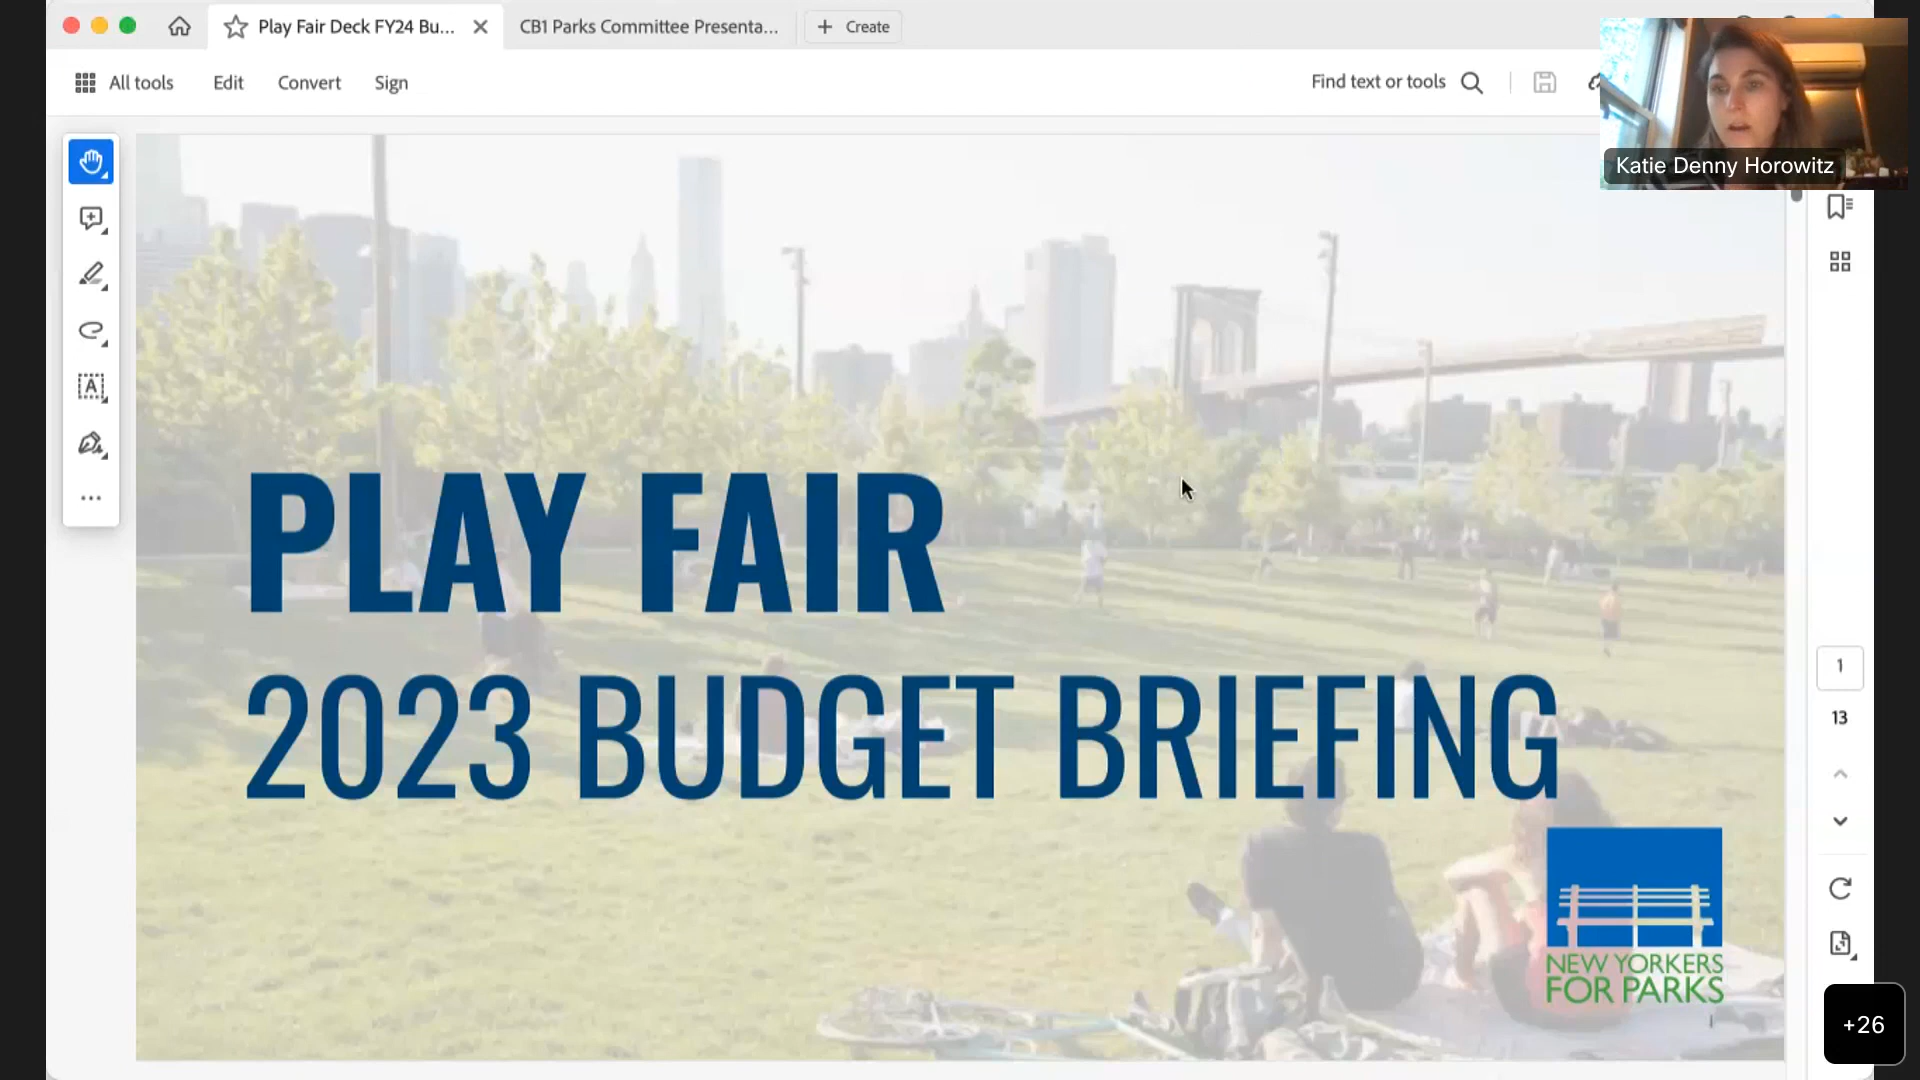 Play Fair Deck FY24 Bu...
CB1 Parks Committee Presenta...
+ Create
All tools
Edit
Convert
Sign
Find text or tools
Katie Denny Horowitz
PLAY FAIR
2023 BUDGET BRIEFING
NEW YORKERS
FOR PARKS
1
13
+26